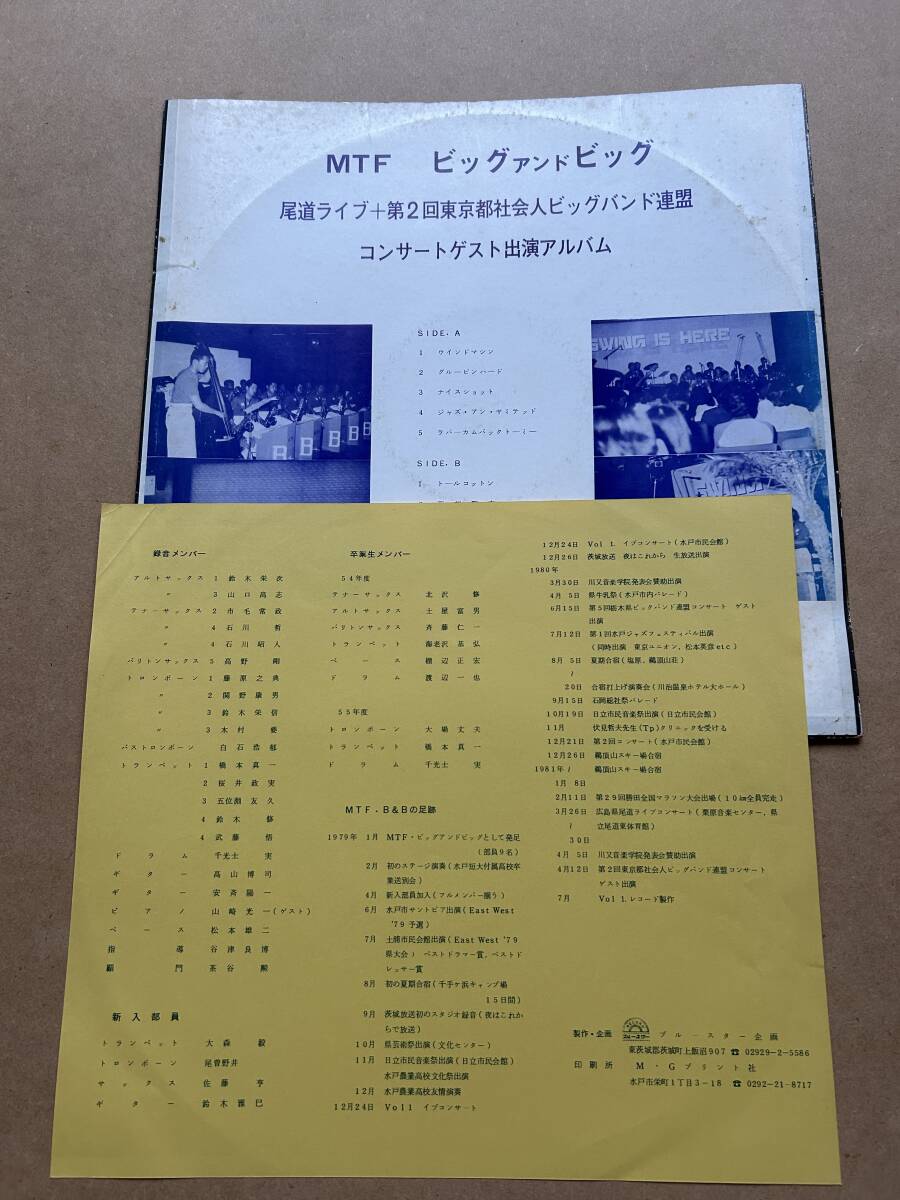 MTF ビッグアンドビッグ
尾道ライブ+第2回東京都社会人ビッグバンド連盟
コンサートゲスト出演アルバム
SIDE. A
1 ウインドマシン
2 グルービンハード
3 ナイスショット
4 ジャズ・アン・サミアッド
5 ラバーカムバックトーミー
SIDE. B
1 トールコットン
SWING IS HERE
B B B B
録音メンバー
アルトサックス 1 鈴木栄次
〃 3 山口高志
テナーサックス 2 市毛常政
〃 4 石川哲
〃 4 石川昭人
バリトンサックス 5 高野剛
トロンボーン 1 藤原之典
〃 2 関野康男
〃 3 鈴木栄信
〃 3 木村要
バストロンボーン 白石浩郁
トランペット 1 橋本真一
2 桜井政実
3 五位淵友久
4 鈴木修
4 武藤悟
ドラム 千光士実
ギター 高山博司
ギター 安斉陽一
ピアノ 山崎光一(ゲスト)
ベース 松本雄二
指導 谷津良博
顧門 茶谷勲
新入部員
トランペット 大森毅
トロンボーン 尾曽野井
サックス 佐藤亨
ギター 鈴木雅巳
卒業生メンバー
54年度
テナーサックス 北沢修
アルトサックス 土屋富男
バリトンサックス 斉藤仁一
トランペット 海老沢恭弘
ベース 棚辺正宏
ドラム 渡辺一也
55年度
トロンボーン 大場丈夫
トランペット 橋本真一
ドラム 千光士実
MTF.B&Bの足跡
1979年 1月 MTF・ビッグアンドビッグとして発足
(部員9名)
2月 初のステージ演奏(水戸短大付属高校卒
業送別会)
4月 新入部員加入(フルメンバー揃う)
6月 水戸市サントピア出演(East West
'79予選)
7月 土浦市民会館出演(East West '79
県大会) ベストドラマー賞,ベストド
レッサー賞
8月 初の夏期合宿(千手ヶ浜キャンプ場
15日間)
9月 茨城放送初のスタジオ録音(夜はこれか
らで放送)
10月 県芸術祭出演(文化センター)
11月 日立市民音楽祭出演(日立市民会館)
水戸農業高校文化祭出演
12月 水戸農業高校友情演奏
12月24日 Vol 1 イブコンサート
12月24日 Vol 1. イブコンサート(水戸市民会館)
12月26日 茨城放送 夜はこれから 生放送出演
1980年
3月30日 川又音楽学院発表会賛助出演
4月 5日 県牛乳祭(水戸市内パレード)
6月15日 第5回栃木県ビックバンド連盟コンサート ゲスト
出演
7月12日 第1回水戸ジャズフェスティバル出演
(同時出演 東京ユニオン,松本英彦etc)
8月 5日 夏期合宿(塩原,鶏頂山荘)
〜
20日 合宿打上げ演奏会(川治温泉ホテル大ホール)
9月15日 石岡総社祭パレード
10月19日 日立市民音楽祭出演(日立市民会館)
11月 伏見哲夫先生(Tp)クリニックを受ける
12月21日 第2回コンサート(水戸市民会館)
12月26日 鶏頂山スキー場合宿
1981年〜 鶏頂山スキー場合宿
1月 8日
2月11日 第29回勝田全国マラソン大会出場(10km全員完走)
3月26日 広島県尾道ライブコンサート(栗原音楽センター,県
〜 立尾道東体育館)
30日
4月 5日 川又音楽学院発表会賛助出演
4月12日 第2回東京都社会人ビッグバンド連盟コンサート
ゲスト出演
7月 Vol 1.レコード製作
製作・企画 ブルースター企画
東茨城郡茨城町上飯沼907 ☎02929-2-5586
印刷所 M・Gプリント社
水戸市栄町1丁目3-18 ☎0292-21-8717